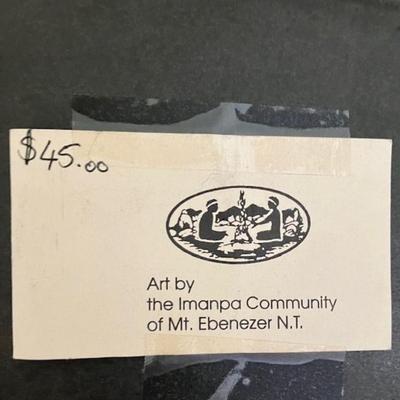 $45.00
Art by
the Imanpa Community
of Mt. Ebenezer N.T.